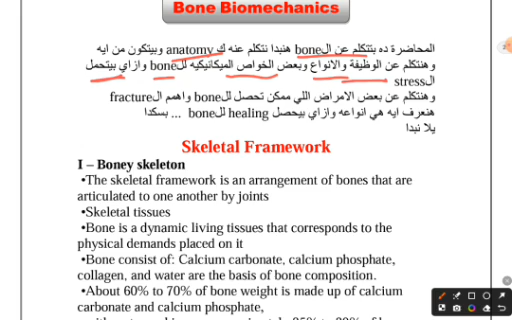 Bone Biomechanics
المحاضرة ده بتتكلم عن الbone هنبدا نتكلم عنه ك anatomy وبيتكون من ايه
وهنتكلم عن الوظيفة والانواع وبعض الخواص الميكانيكيه للbone وازاي بيتحمل
الstress
وهنتكلم عن بعض الامراض اللي ممكن تحصل للbone واهمم الfracture
هنعرف ايه هي انواعه وازاي بيحصل healing للbone ... بسكدا
يلا نبدا
Skeletal Framework
I – Boney skeleton
•The skeletal framework is an arrangement of bones that are
articulated to one another by joints
•Skeletal tissues
•Bone is a dynamic living tissues that corresponds to the
physical demands placed on it
•Bone consist of: Calcium carbonate, calcium phosphate,
collagen, and water are the basis of bone composition.
•About 60% to 70% of bone weight is made up of calcium
carbonate and calcium phosphate,